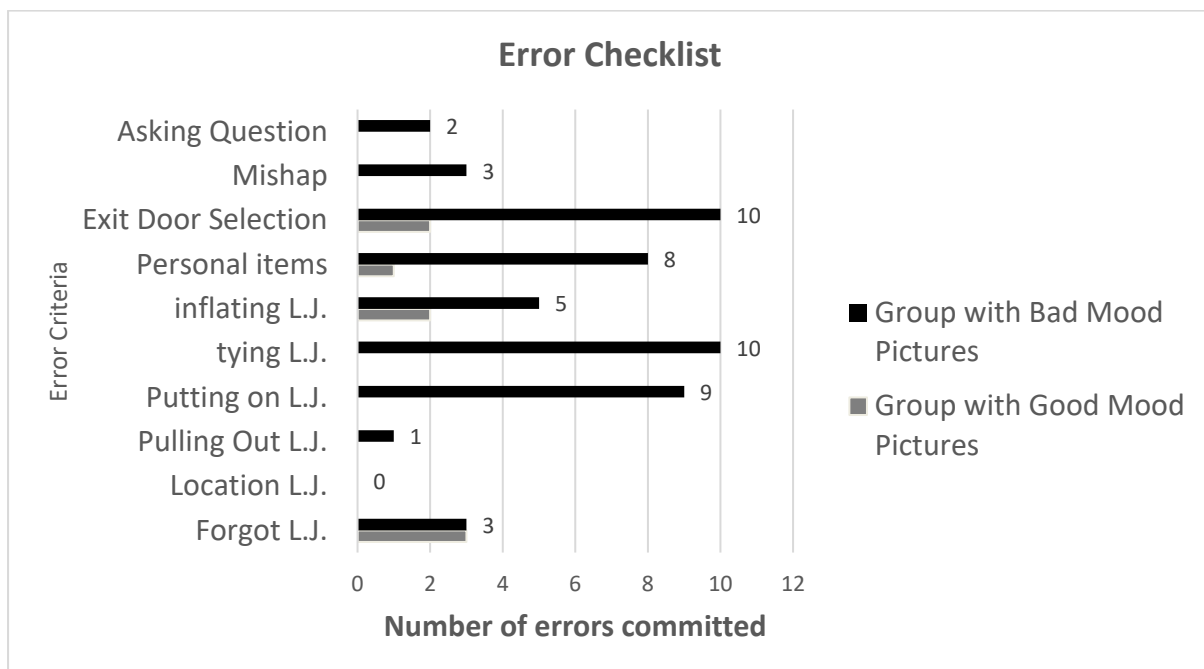 Error Checklist
Error Criteria
Asking Question
2
Mishap
3
Exit Door Selection
10
Personal items
8
inflating L.J.
5
tying L.J.
10
Putting on L.J.
9
Pulling Out L.J.
1
Location L.J.
0
Forgot L.J.
3
0 2 4 6 8 10 12
Number of errors committed
Group with Bad Mood
Pictures
Group with Good Mood
Pictures